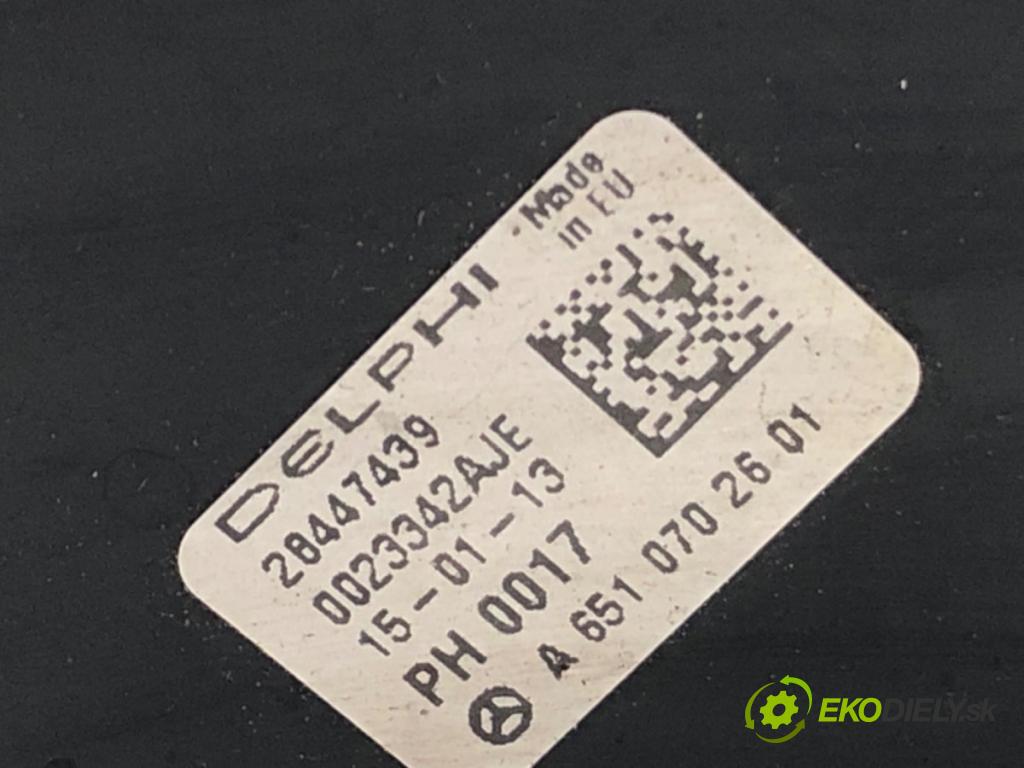 Made
in EU
DELPHI
28447439
0023342AJE
15-01-13
PH 0017
A 651 070 26 01
EKODIELY.sk